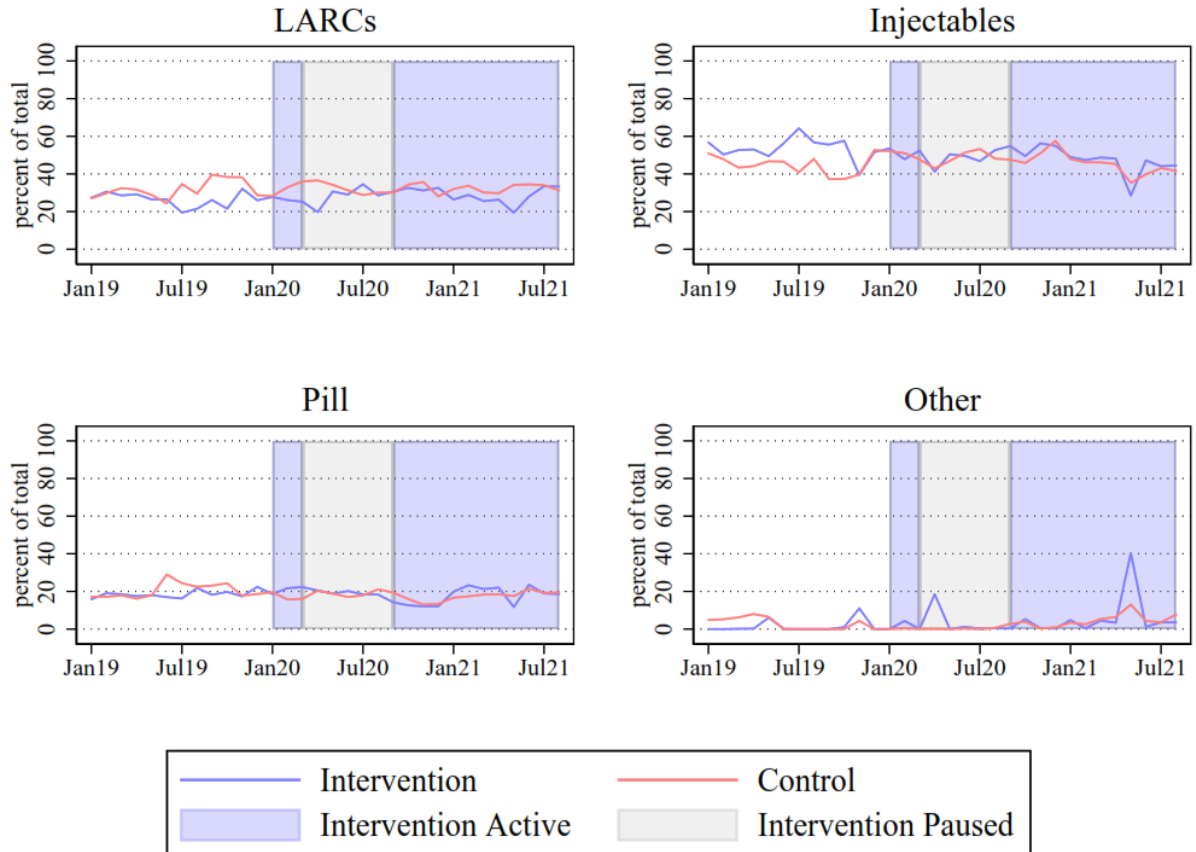 LARCs
percent of total
100
80
60
40
20
0
Jan19 Jul19 Jan20 Jul20 Jan21 Jul21
Injectables
percent of total
100
80
60
40
20
0
Jan19 Jul19 Jan20 Jul20 Jan21 Jul21
Pill
percent of total
100
80
60
40
20
0
Jan19 Jul19 Jan20 Jul20 Jan21 Jul21
Other
percent of total
100
80
60
40
20
0
Jan19 Jul19 Jan20 Jul20 Jan21 Jul21
Intervention Control
Intervention Active Intervention Paused